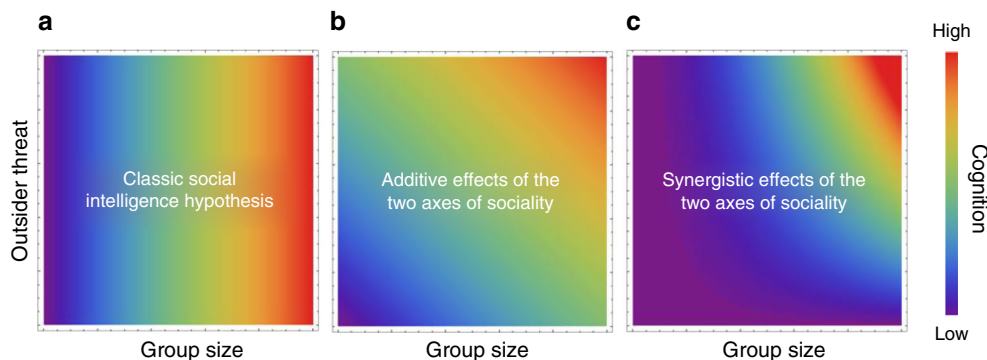 a
b
c
High
Outsider threat
Classic social
intelligence hypothesis
Additive effects of the
two axes of sociality
Synergistic effects of the
two axes of sociality
Cognition
Low
Group size
Group size
Group size